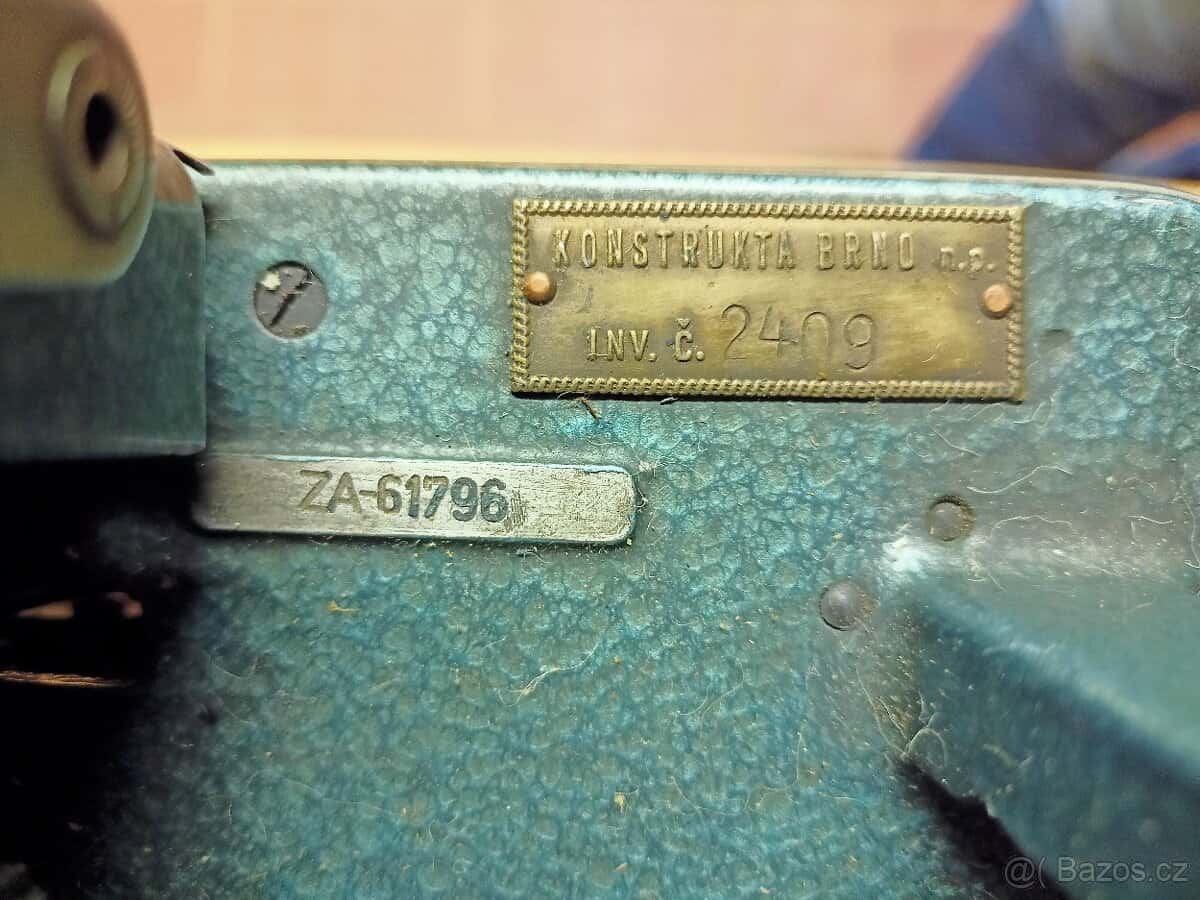 KONSTRUKTA BRNO n.p.
INV. Č. 2409
ZA-61796
@( Bazos.cz